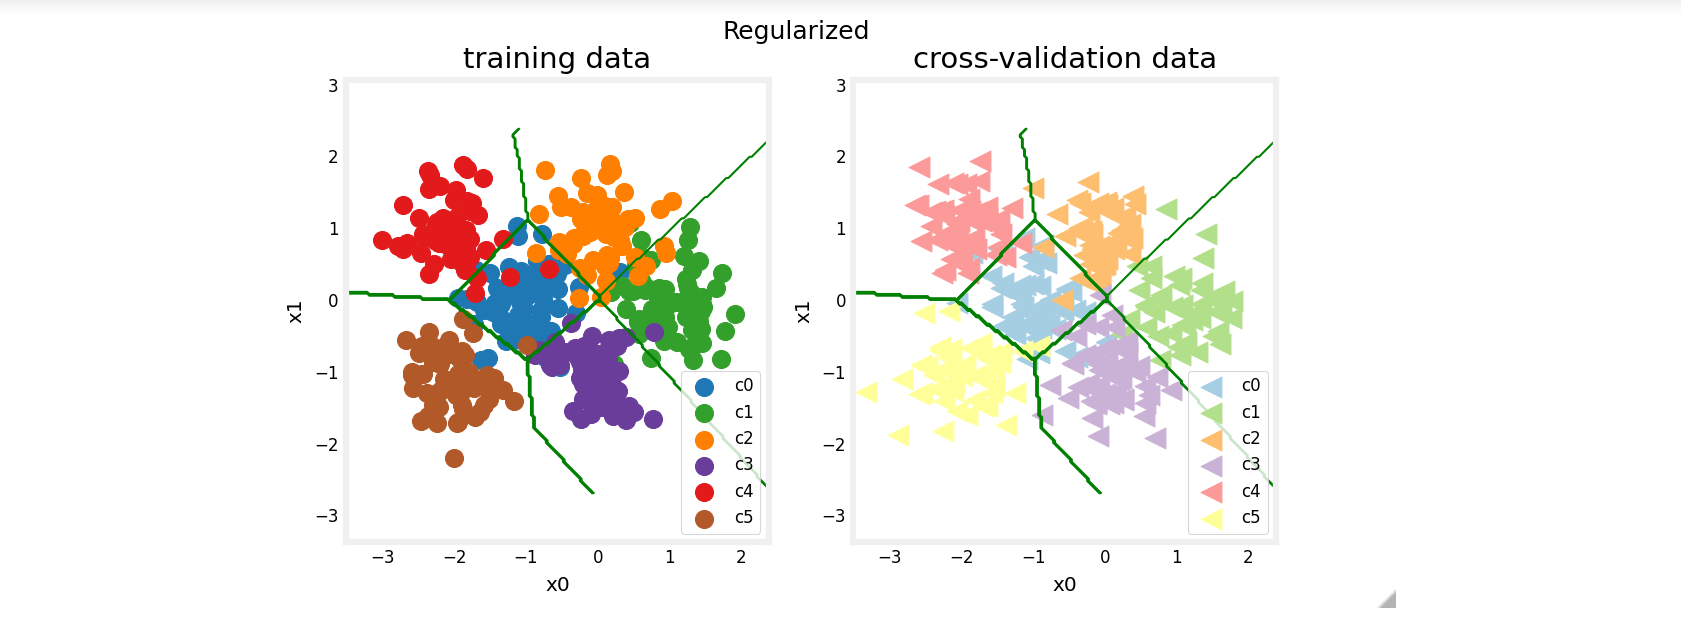 Regularized
training data
3
2
1
0
−1
−2
−3
x1
−3 −2 −1 0 1 2
x0
c0
c1
c2
c3
c4
c5
cross-validation data
3
2
1
0
−1
−2
−3
x1
−3 −2 −1 0 1 2
x0
c0
c1
c2
c3
c4
c5